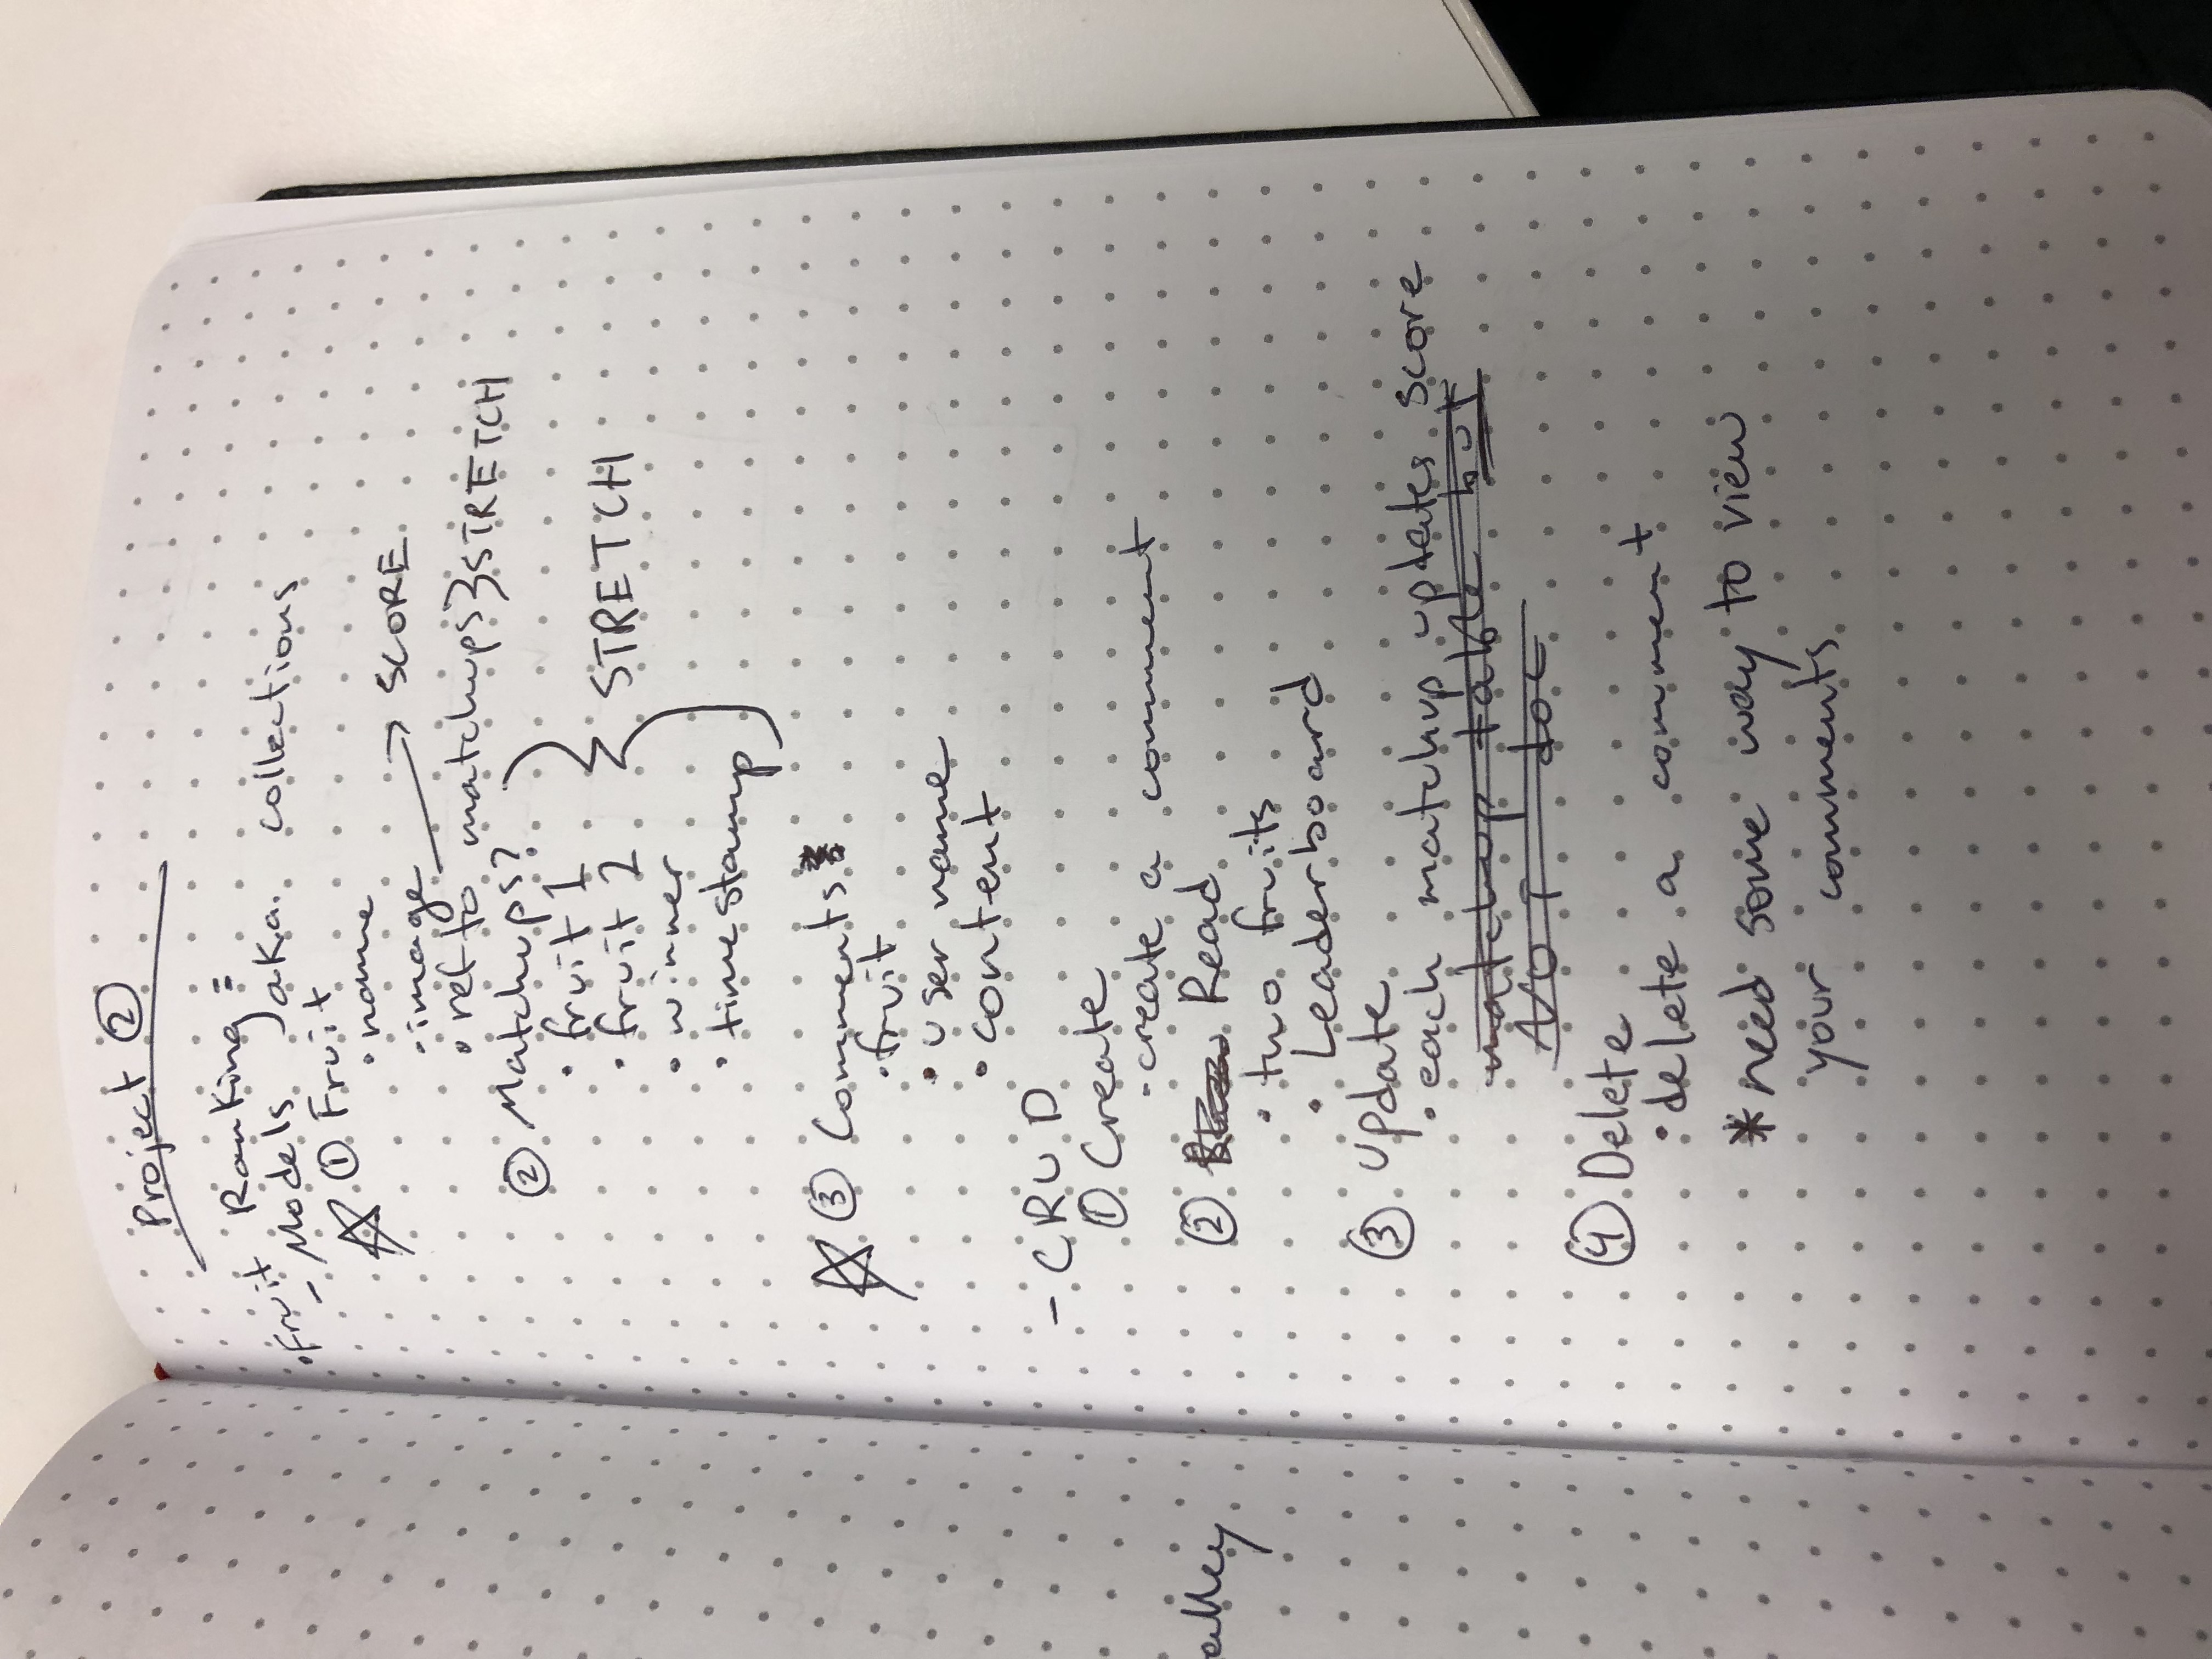 Project ②
• Fruit Ranking :
- Models aka. collections
☆ ① Fruit
• name
• image → SCORE
• ref to matchups } STRETCH
② Matchups?
• fruit 1
• fruit 2 } STRETCH
• winner
• timestamp
☆ ③ Comments
• fruit
• user name
• content
- CRUD
① Create
- create a comment
② Read
• two fruits
• Leaderboard
③ Update
• each matchup updates score
matchup table but
NOT doc
④ Delete
• delete a comment
* need some way to view
your comments